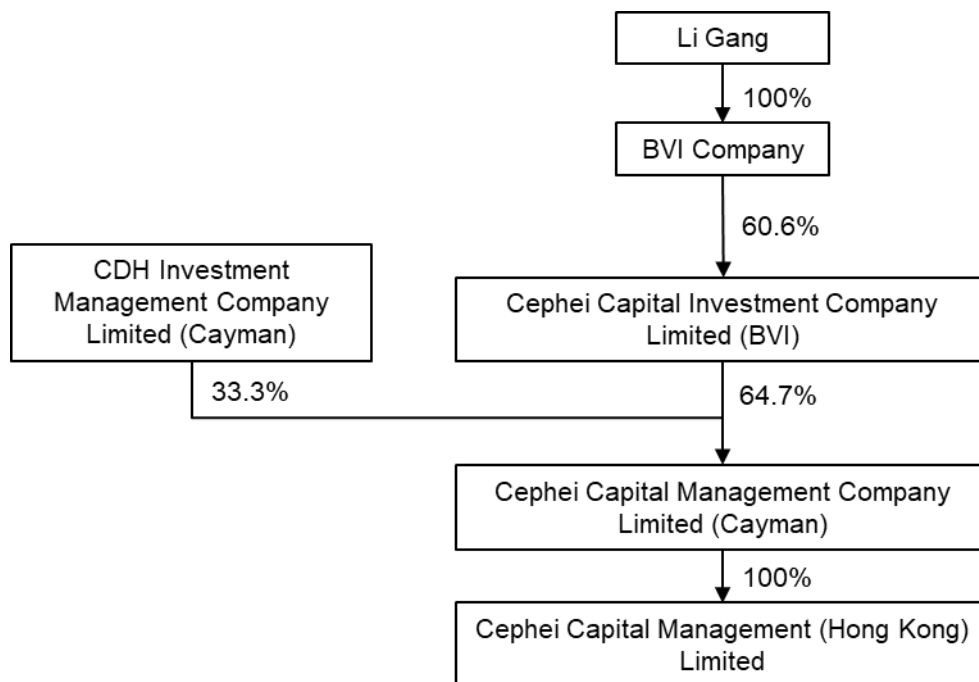 Li Gang
100%
BVI Company
60.6%
CDH Investment
Management Company
Limited (Cayman)
Cephei Capital Investment Company
Limited (BVI)
33.3%
64.7%
Cephei Capital Management Company
Limited (Cayman)
100%
Cephei Capital Management (Hong Kong)
Limited